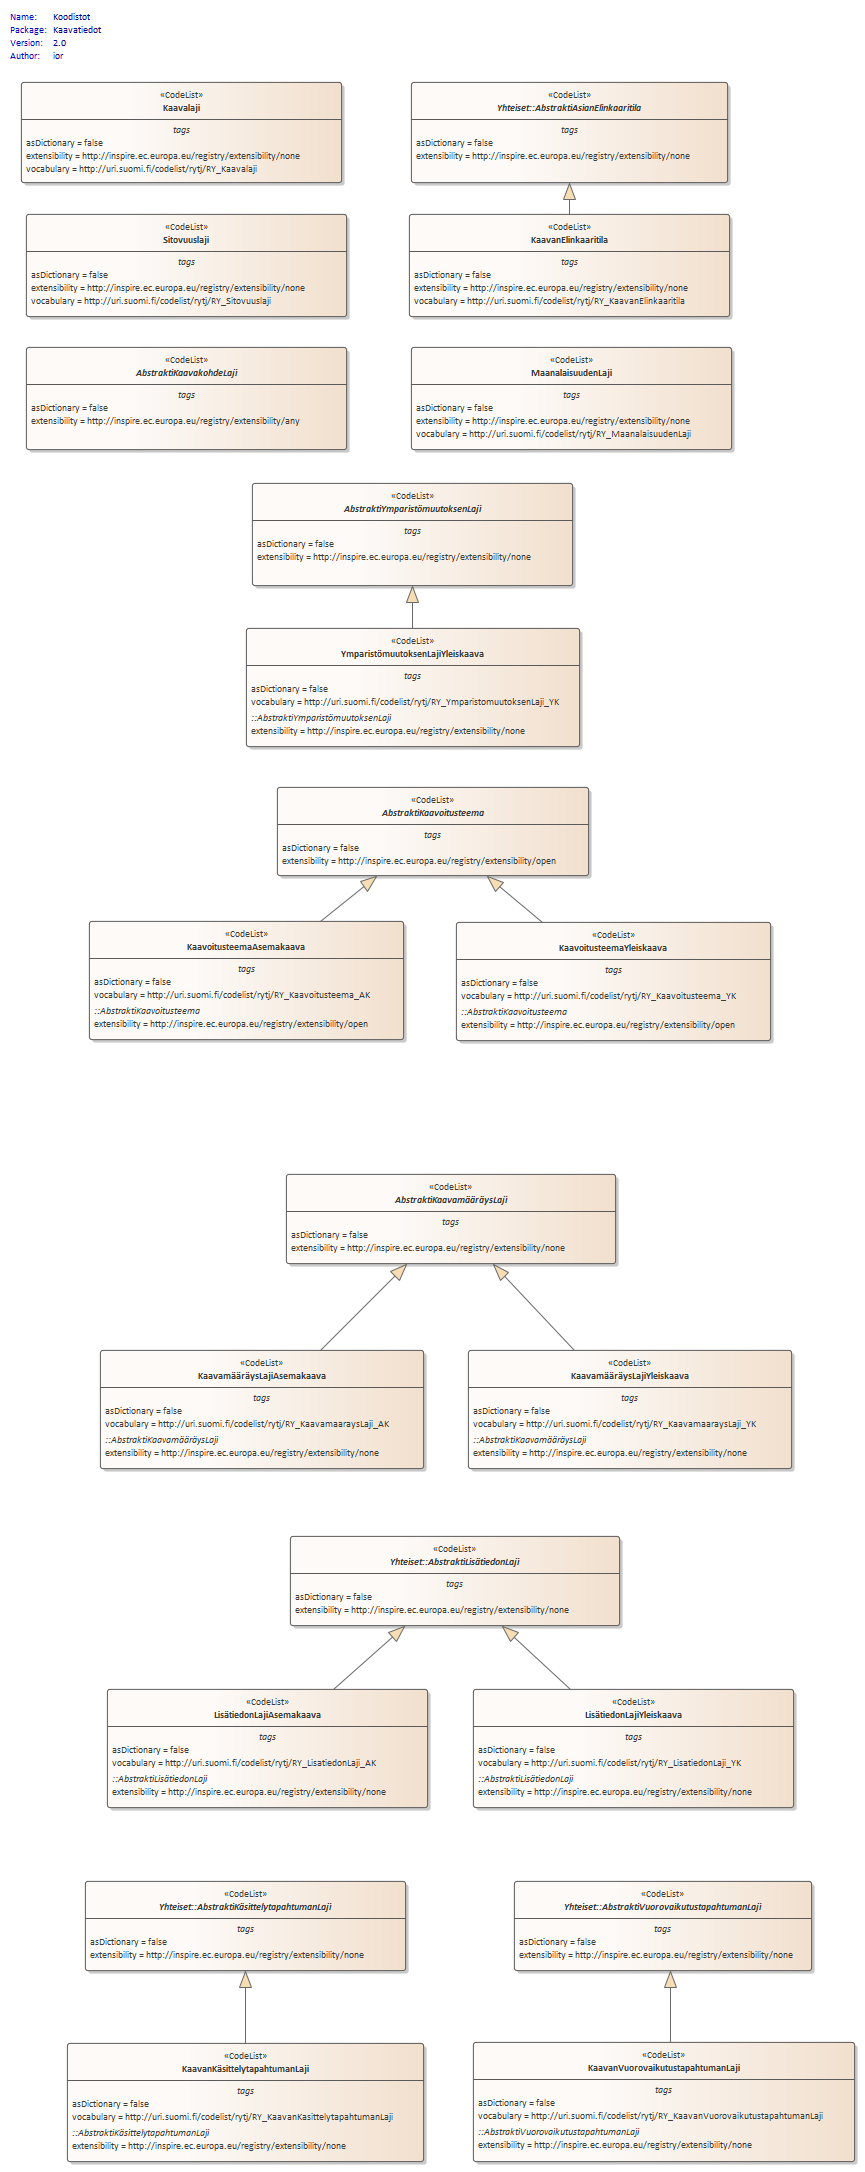 Name: Koodistot
Package: Kaavatiedot
Version: 2.0
Author: ior
«CodeList»
Kaavalaji
tags
asDictionary = false
extensibility = http://inspire.ec.europa.eu/registry/extensibility/none
vocabulary = http://uri.suomi.fi/codelist/rytj/RY_Kaavalaji
«CodeList»
Yhteiset::AbstraktiAsianElinkaaritila
tags
asDictionary = false
extensibility = http://inspire.ec.europa.eu/registry/extensibility/none
«CodeList»
Sitovuuslaji
tags
asDictionary = false
extensibility = http://inspire.ec.europa.eu/registry/extensibility/none
vocabulary = http://uri.suomi.fi/codelist/rytj/RY_Sitovuuslaji
«CodeList»
KaavanElinkaaritila
tags
asDictionary = false
extensibility = http://inspire.ec.europa.eu/registry/extensibility/none
vocabulary = http://uri.suomi.fi/codelist/rytj/RY_KaavanElinkaaritila
«CodeList»
AbstraktiKaavakohdeLaji
tags
asDictionary = false
extensibility = http://inspire.ec.europa.eu/registry/extensibility/any
«CodeList»
MaanalaisuudenLaji
tags
asDictionary = false
extensibility = http://inspire.ec.europa.eu/registry/extensibility/none
vocabulary = http://uri.suomi.fi/codelist/rytj/RY_MaanalaisuudenLaji
«CodeList»
AbstraktiYmparistömuutoksenLaji
tags
asDictionary = false
extensibility = http://inspire.ec.europa.eu/registry/extensibility/none
«CodeList»
YmparistömuutoksenLajiYleiskaava
tags
asDictionary = false
vocabulary = http://uri.suomi.fi/codelist/rytj/RY_YmparistomuutoksenLaji_YK
::AbstraktiYmparistömuutoksenLaji
extensibility = http://inspire.ec.europa.eu/registry/extensibility/none
«CodeList»
AbstraktiKaavoitusteema
tags
asDictionary = false
extensibility = http://inspire.ec.europa.eu/registry/extensibility/open
«CodeList»
KaavoitusteemaAsemakaava
tags
asDictionary = false
vocabulary = http://uri.suomi.fi/codelist/rytj/RY_Kaavoitusteema_AK
::AbstraktiKaavoitusteema
extensibility = http://inspire.ec.europa.eu/registry/extensibility/open
«CodeList»
KaavoitusteemaYleiskaava
tags
asDictionary = false
vocabulary = http://uri.suomi.fi/codelist/rytj/RY_Kaavoitusteema_YK
::AbstraktiKaavoitusteema
extensibility = http://inspire.ec.europa.eu/registry/extensibility/open
«CodeList»
AbstraktiKaavamääräysLaji
tags
asDictionary = false
extensibility = http://inspire.ec.europa.eu/registry/extensibility/none
«CodeList»
KaavamääräysLajiAsemakaava
tags
asDictionary = false
vocabulary = http://uri.suomi.fi/codelist/rytj/RY_KaavamaaraysLaji_AK
::AbstraktiKaavamääräysLaji
extensibility = http://inspire.ec.europa.eu/registry/extensibility/none
«CodeList»
KaavamääräysLajiYleiskaava
tags
asDictionary = false
vocabulary = http://uri.suomi.fi/codelist/rytj/RY_KaavamaaraysLaji_YK
::AbstraktiKaavamääräysLaji
extensibility = http://inspire.ec.europa.eu/registry/extensibility/none
«CodeList»
Yhteiset::AbstraktiLisätiedonLaji
tags
asDictionary = false
extensibility = http://inspire.ec.europa.eu/registry/extensibility/none
«CodeList»
LisätiedonLajiAsemakaava
tags
asDictionary = false
vocabulary = http://uri.suomi.fi/codelist/rytj/RY_LisatiedonLaji_AK
::AbstraktiLisätiedonLaji
extensibility = http://inspire.ec.europa.eu/registry/extensibility/none
«CodeList»
LisätiedonLajiYleiskaava
tags
asDictionary = false
vocabulary = http://uri.suomi.fi/codelist/rytj/RY_LisatiedonLaji_YK
::AbstraktiLisätiedonLaji
extensibility = http://inspire.ec.europa.eu/registry/extensibility/none
«CodeList»
Yhteiset::AbstraktiKäsittelytapahtumanLaji
tags
asDictionary = false
extensibility = http://inspire.ec.europa.eu/registry/extensibility/none
«CodeList»
Yhteiset::AbstraktiVuorovaikutustapahtumanLaji
tags
asDictionary = false
extensibility = http://inspire.ec.europa.eu/registry/extensibility/none
«CodeList»
KaavanKäsittelytapahtumanLaji
tags
asDictionary = false
vocabulary = http://uri.suomi.fi/codelist/rytj/RY_KaavanKasittelytapahtumanLaji
::AbstraktiKäsittelytapahtumanLaji
extensibility = http://inspire.ec.europa.eu/registry/extensibility/none
«CodeList»
KaavanVuorovaikutustapahtumanLaji
tags
asDictionary = false
vocabulary = http://uri.suomi.fi/codelist/rytj/RY_KaavanVuorovaikutustapahtumanLaji
::AbstraktiVuorovaikutustapahtumanLaji
extensibility = http://inspire.ec.europa.eu/registry/extensibility/none